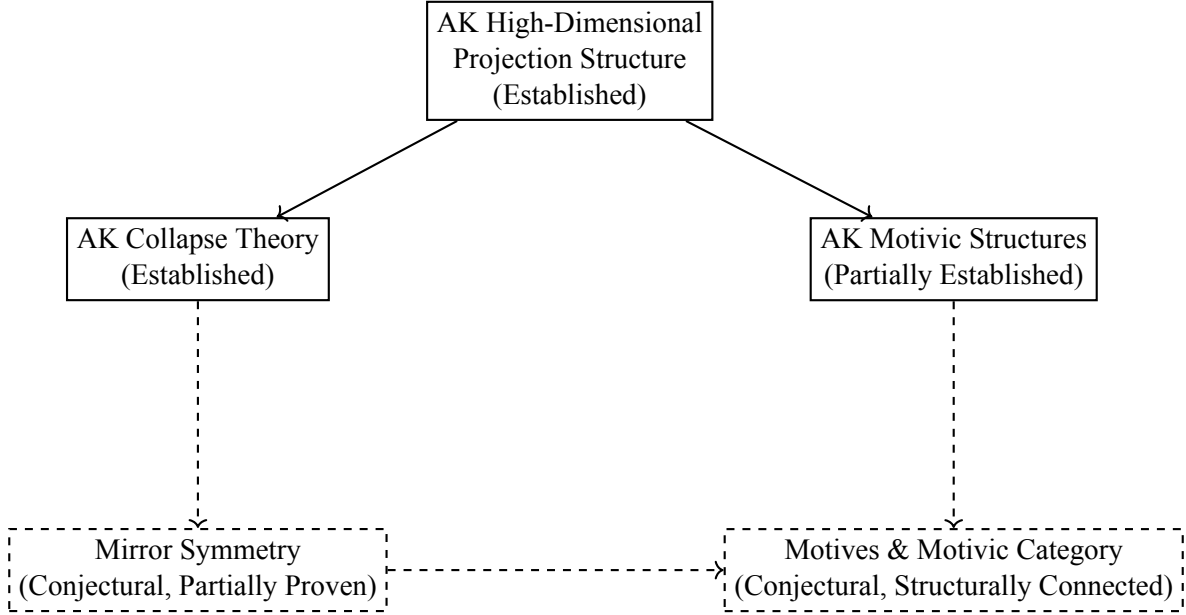 AK High-Dimensional
Projection Structure
(Established)
AK Collapse Theory
(Established)
AK Motivic Structures
(Partially Established)
Mirror Symmetry
(Conjectural, Partially Proven)
Motives & Motivic Category
(Conjectural, Structurally Connected)